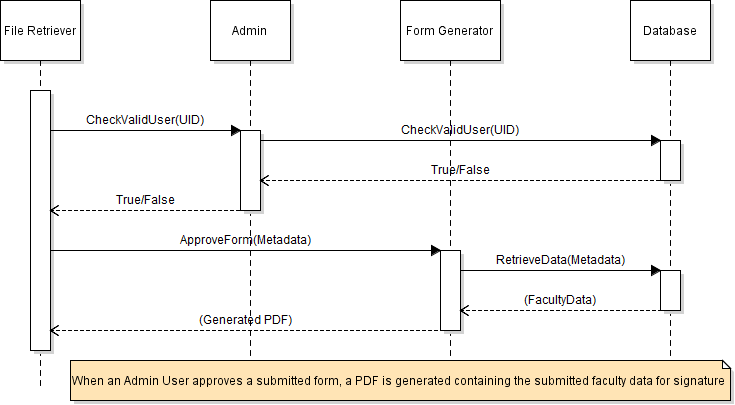 File Retriever
Admin
Form Generator
Database
CheckValidUser(UID)
CheckValidUser(UID)
True/False
True/False
ApproveForm(Metadata)
RetrieveData(Metadata)
(FacultyData)
(Generated PDF)
When an Admin User approves a submitted form, a PDF is generated containing the submitted faculty data for signature